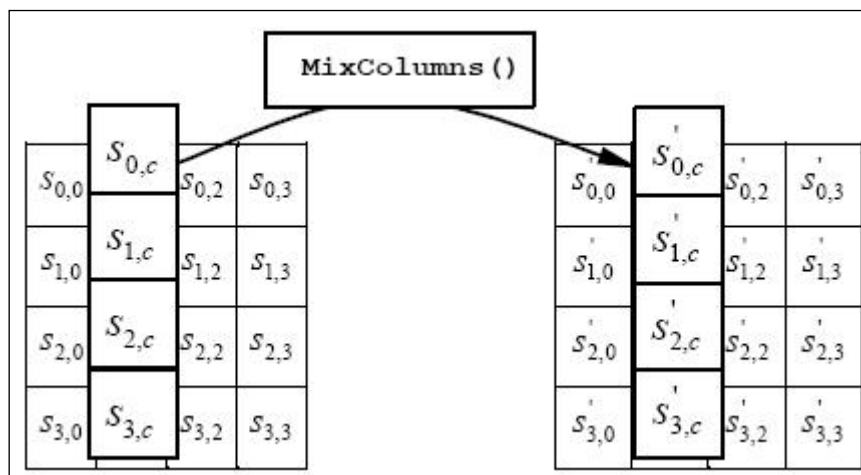 MixColumns()
s0,0 s0,c s0,2 s0,3 s'0,0 s'0,c s'0,2 s'0,3
s1,0 s1,c s1,2 s1,3 s'1,0 s'1,c s'1,2 s'1,3
s2,0 s2,c s2,2 s2,3 s'2,0 s'2,c s'2,2 s'2,3
s3,0 s3,c s3,2 s3,3 s'3,0 s'3,c s'3,2 s'3,3